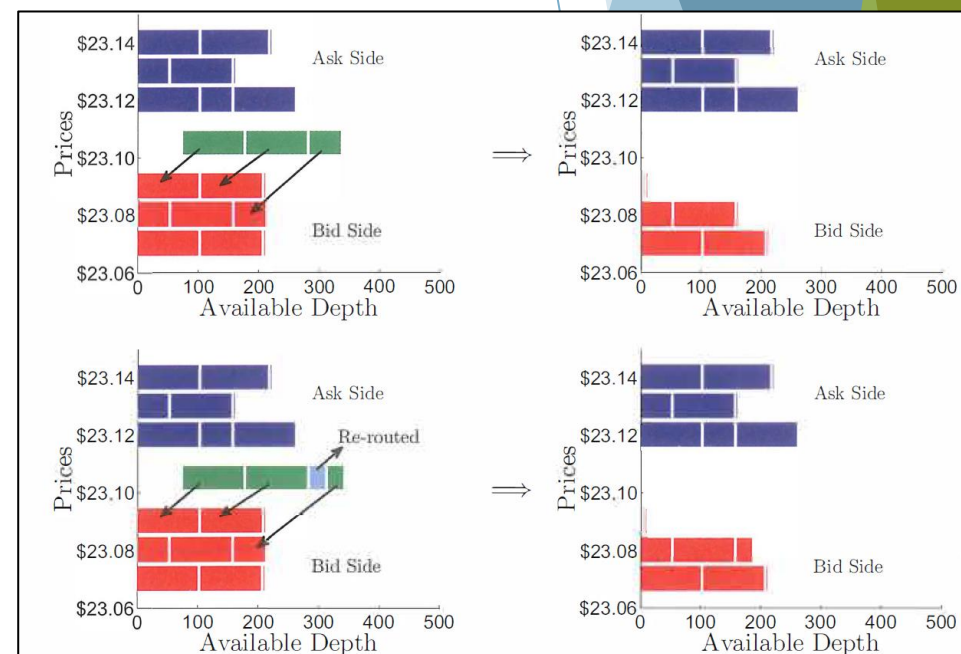 $23.14
Ask Side
$23.12
Prices
$23.10
$23.08
Bid Side
$23.06
0 100 200 300 400 500
Available Depth
⟹
$23.14
Ask Side
$23.12
Prices
$23.10
$23.08
Bid Side
$23.06
0 100 200 300 400 500
Available Depth
$23.14
Ask Side
$23.12
Re-routed
Prices
$23.10
$23.08
Bid Side
$23.06
0 100 200 300 400 500
Available Depth
⟹
$23.14
Ask Side
$23.12
Prices
$23.10
$23.08
Bid Side
$23.06
0 100 200 300 400 500
Available Depth